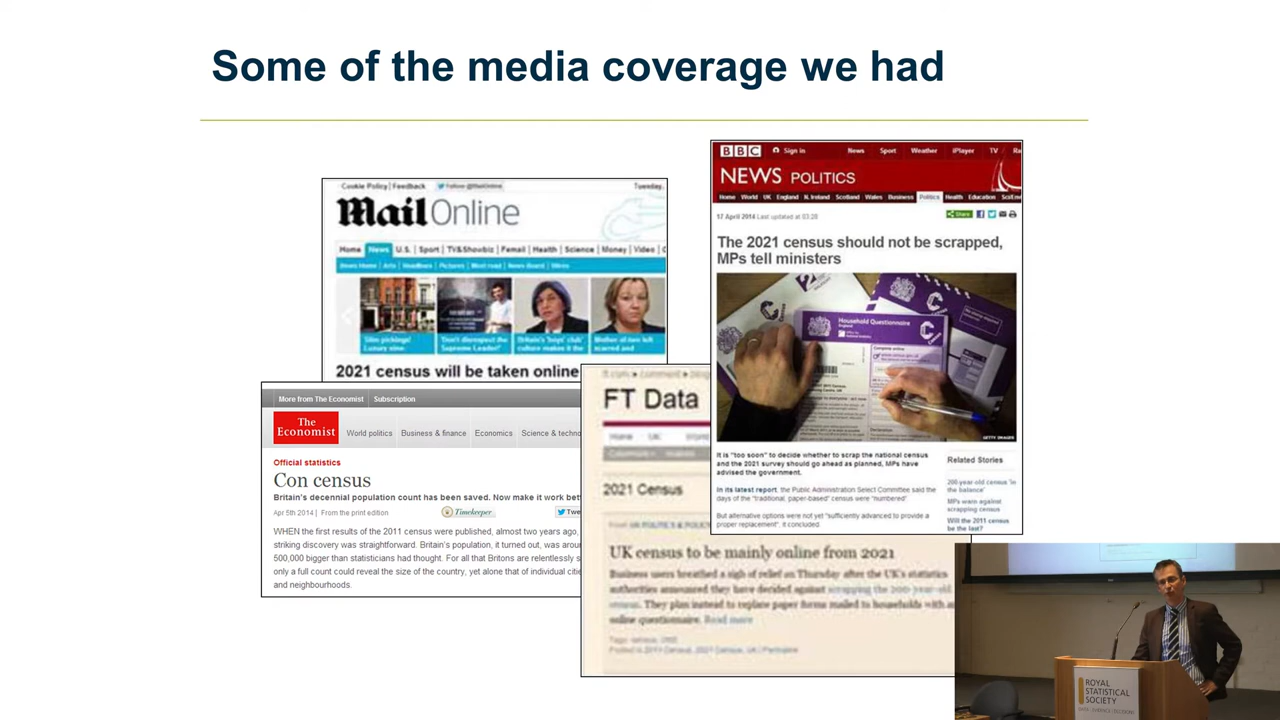 Some of the media coverage we had
Cookie Policy | Feedback
Follow @MailOnline
Tuesday,
Mail Online
Home News U.S. Sport TV&Showbiz Femail Health Science Money Video
News Home Arts Headlines Pictures Most read News Board Wires
Slim pickings!
Luxury
'Don't disrespect the
Supreme Leader!'
Britain's 'boys' club'
culture makes it the
Mother of two left
scarred and
2021 census will be taken online
BBC Sign in News Sport Weather iPlayer TV Ra
NEWS POLITICS
Home World UK England N. Ireland Scotland Wales Business Politics Health Education Sci/En
17 April 2014 Last updated at 03:28
Share
The 2021 census should not be scrapped,
MPs tell ministers
Household Questionnaire
England
GETTY IMAGES
It is "too soon" to decide whether to scrap the national census
and the 2021 survey should go ahead as planned, MPs have
advised the government.
In its latest report, the Public Administration Select Committee said the
days of the "traditional, paper-based" census were "numbered".
But alternative options were not yet "sufficiently advanced to provide a
proper replacement", it concluded.
Related Stories
200-year-old census 'in
the balance'
MPs warn against
scrapping census
Will the 2011 census
be the last?
More from The Economist Subscription
The
Economist
World politics Business & finance Economics Science & techno
Official statistics
Con census
Britain's decennial population count has been saved. Now make it work bet
Apr 5th 2014 | From the print edition
Timekeeper
Twe
WHEN the first results of the 2011 census were published, almost two years ago,
striking discovery was straightforward. Britain's population, it turned out, was arou
500,000 bigger than statisticians had thought. For all that Britons are relentlessly s
only a full count could reveal the size of the country, yet alone that of individual citie
and neighbourhoods.
FT Data
Home UK World
2021 Census
UK census to be mainly online from 2021
Business users breathed a sigh of relief on Thursday after the UK's statistics
authorities announced they have decided against scrapping the 200-year-old
census. They plan instead to replace paper forms mailed to households with an
online questionnaire. Read more
ROYAL
STATISTICAL
SOCIETY